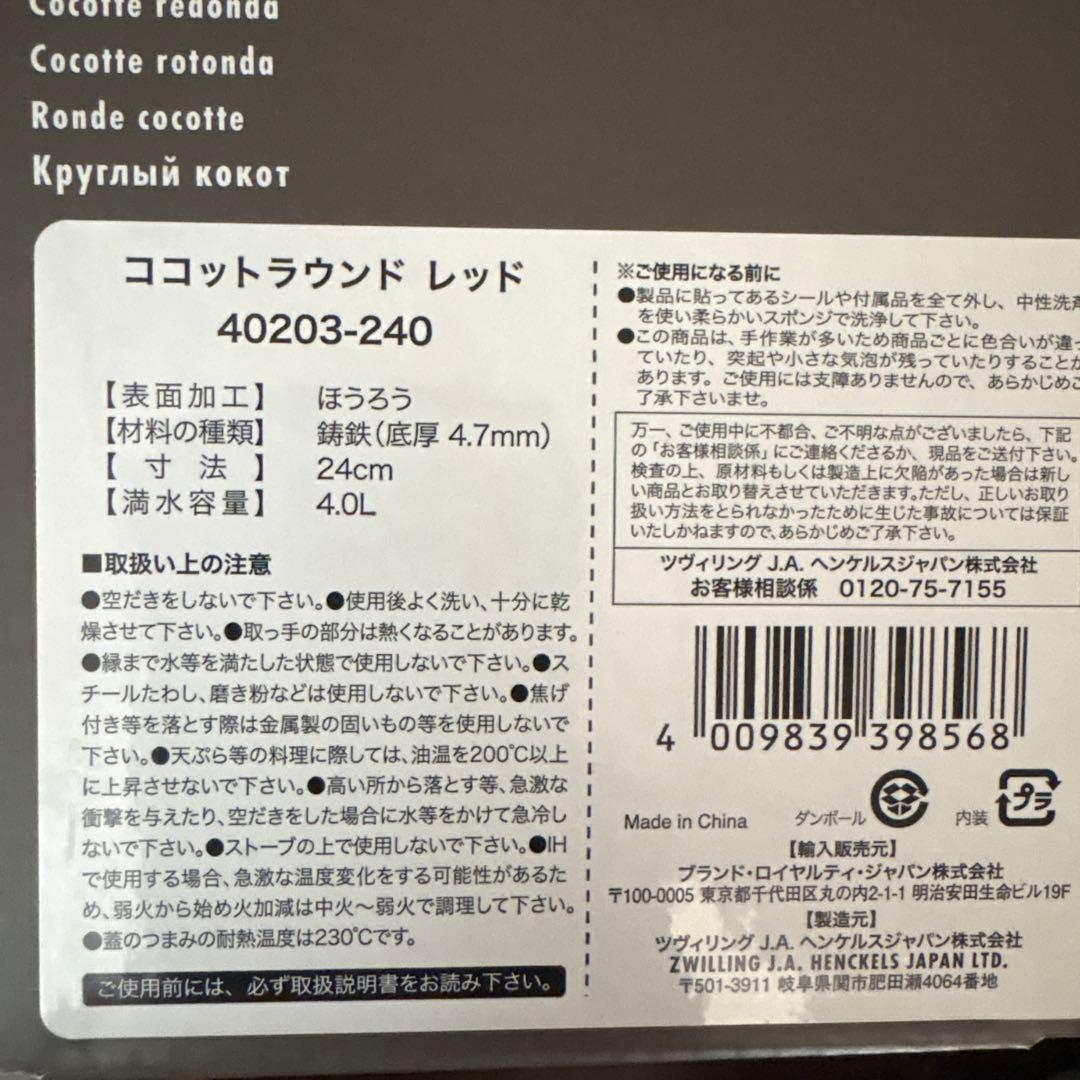 Cocotte redonda
Cocotte rotonda
Ronde cocotte
Круглый кокот
ココットラウンド レッド
40203-240
【表面加工】 ほうろう
【材料の種類】 鋳鉄(底厚 4.7mm)
【寸法】 24cm
【満水容量】 4.0L
■取扱い上の注意
●空だきをしないで下さい。●使用後よく洗い、十分に乾
燥させて下さい。●取っ手の部分は熱くなることがあります。
●縁まで水等を満たした状態で使用しないで下さい。●ス
チールたわし、磨き粉などは使用しないで下さい。●焦げ
付き等を落とす際は金属製の固いもの等を使用しないで
下さい。●天ぷら等の料理に際しては、油温を200℃以上
に上昇させないで下さい。●高い所から落とす等、急激な
衝撃を与えたり、空だきをした場合に水等をかけて急冷し
ないで下さい。●ストーブの上で使用しないで下さい。●IH
で使用する場合、急激な温度変化をする可能性があるた
め、弱火から始め火加減は中火〜弱火で調理して下さい。
●蓋のつまみの耐熱温度は230℃です。
ご使用前には、必ず取扱説明書をお読み下さい。
※ご使用になる前に
●製品に貼ってあるシールや付属品を全て外し、中性洗剤
を使い柔らかいスポンジで洗浄して下さい。
●この商品は、手作業が多いため商品ごとに色合いが違っ
ていたり、突起や小さな気泡が残っていたりすることが
あります。ご使用には支障ありませんので、あらかじめご
了承下さいませ。
万一、ご使用中に不都合、ご不明な点がございましたら、下記
の「お客様相談係」にご連絡くださるか、現品をご送付下さい。
検査の上、原材料もしくは製造上に欠陥があった場合は新し
い商品とお取り替えさせていただきます。ただし、正しいお取り
扱い方法をとられなかったために生じた事故については保証
いたしかねますので、あらかじめご了承下さい。
ツヴィリング J.A. ヘンケルスジャパン株式会社
お客様相談係 0120-75-7155
4 009839 398568
Made in China ダンボール 内装 プラ
【輸入販売元】
ブランド・ロイヤルティ・ジャパン株式会社
〒100-0005 東京都千代田区丸の内2-1-1 明治安田生命ビル19F
【製造元】
ツヴィリング J.A. ヘンケルスジャパン株式会社
ZWILLING J.A. HENCKELS JAPAN LTD.
〒501-3911 岐阜県関市肥田瀬4064番地